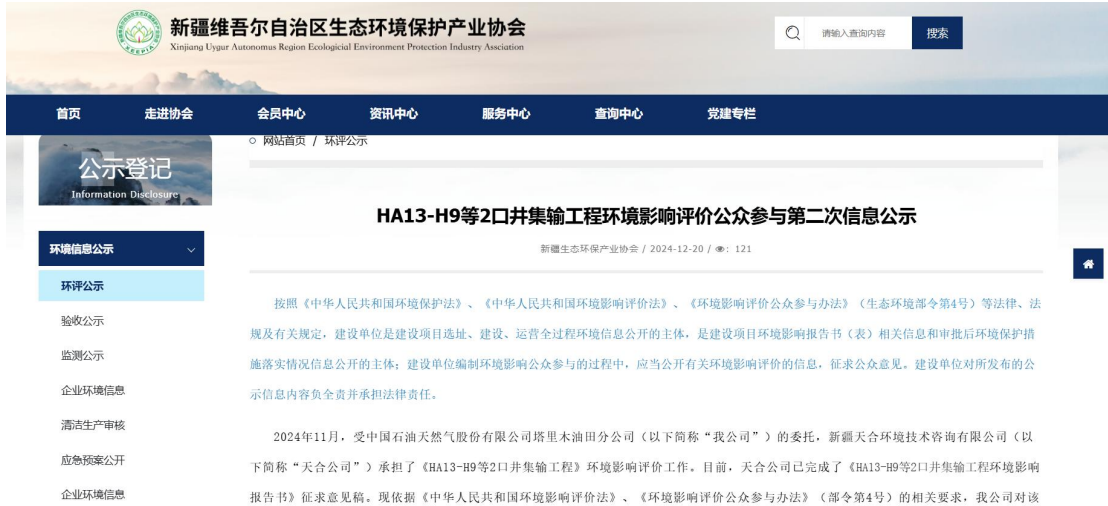 新疆维吾尔自治区生态环境保护产业协会
Xinjiang Uygur Autonomus Region Ecologicial Environment Protection Industry Assciation
XEEPIA
请输入查询内容
搜索
首页
走进协会
会员中心
资讯中心
服务中心
查询中心
党建专栏
网站首页 / 环评公示
公示登记
Information Disclosure
环境信息公示
环评公示
验收公示
监测公示
企业环境信息
清洁生产审核
应急预案公开
企业环境信息
HA13-H9等2口井集输工程环境影响评价公众参与第二次信息公示
新疆生态环保产业协会 / 2024-12-20 / : 121
按照《中华人民共和国环境保护法》、《中华人民共和国环境影响评价法》、《环境影响评价公众参与办法》（生态环境部令第4号）等法律、法
规及有关规定，建设单位是建设项目选址、建设、运营全过程环境信息公开的主体，是建设项目环境影响报告书（表）相关信息和审批后环境保护措
施落实情况信息公开的主体；建设单位编制环境影响公众参与的过程中，应当公开有关环境影响评价的信息，征求公众意见。建设单位对所发布的公
示信息内容负全责并承担法律责任。
2024年11月，受中国石油天然气股份有限公司塔里木油田分公司（以下简称“我公司”）的委托，新疆天合环境技术咨询有限公司（以
下简称“天合公司”）承担了《HA13-H9等2口井集输工程》环境影响评价工作。目前，天合公司已完成了《HA13-H9等2口井集输工程环境影响
报告书》征求意见稿。现依据《中华人民共和国环境影响评价法》、《环境影响评价公众参与办法》（部令第4号）的相关要求，我公司对该